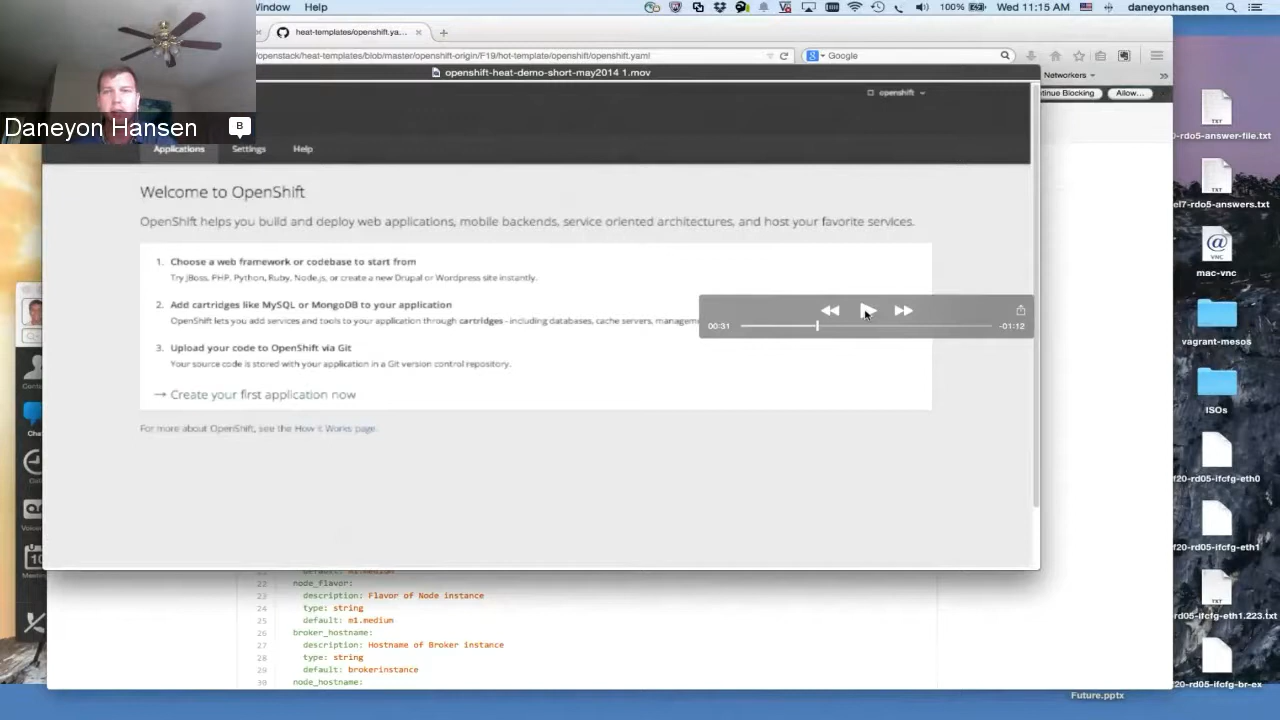 Window Help
100% Wed 11:15 AM daneyonhansen
heat-templates/openshift.ya...
/openstack/heat-templates/blob/master/openshift-origin/F19/hot-template/openshift/openshift.yaml
Google
openshift-heat-demo-short-may2014 1.mov
Networkers
tinue Blocking
Allow...
Daneyon Hansen
B
openshift
Applications Settings Help
Welcome to OpenShift
OpenShift helps you build and deploy web applications, mobile backends, service oriented architectures, and host your favorite services.
1. Choose a web framework or codebase to start from
Try JBoss, PHP, Python, Ruby, Node.js, or create a new Drupal or Wordpress site instantly.
2. Add cartridges like MySQL or MongoDB to your application
OpenShift lets you add services and tools to your application through cartridges - including databases, cache servers, managem
3. Upload your code to OpenShift via Git
Your source code is stored with your application in a Git version control repository.
→ Create your first application now
For more about OpenShift, see the How it Works page.
00:31
-01:12
22 node_flavor:
23 description: Flavor of Node instance
24 type: string
25 default: m1.medium
26 broker_hostname:
27 description: Hostname of Broker instance
28 type: string
29 default: brokerinstance
30 node_hostname:
-rdo5-answer-file.txt
el7-rdo5-answers.txt
mac-vnc
vagrant-mesos
ISOs
f20-rd05-ifcfg-eth0
f20-rd05-ifcfg-eth1
-rd05-ifcfg-eth1.223.txt
f20-rd05-ifcfg-br-ex
Future.pptx